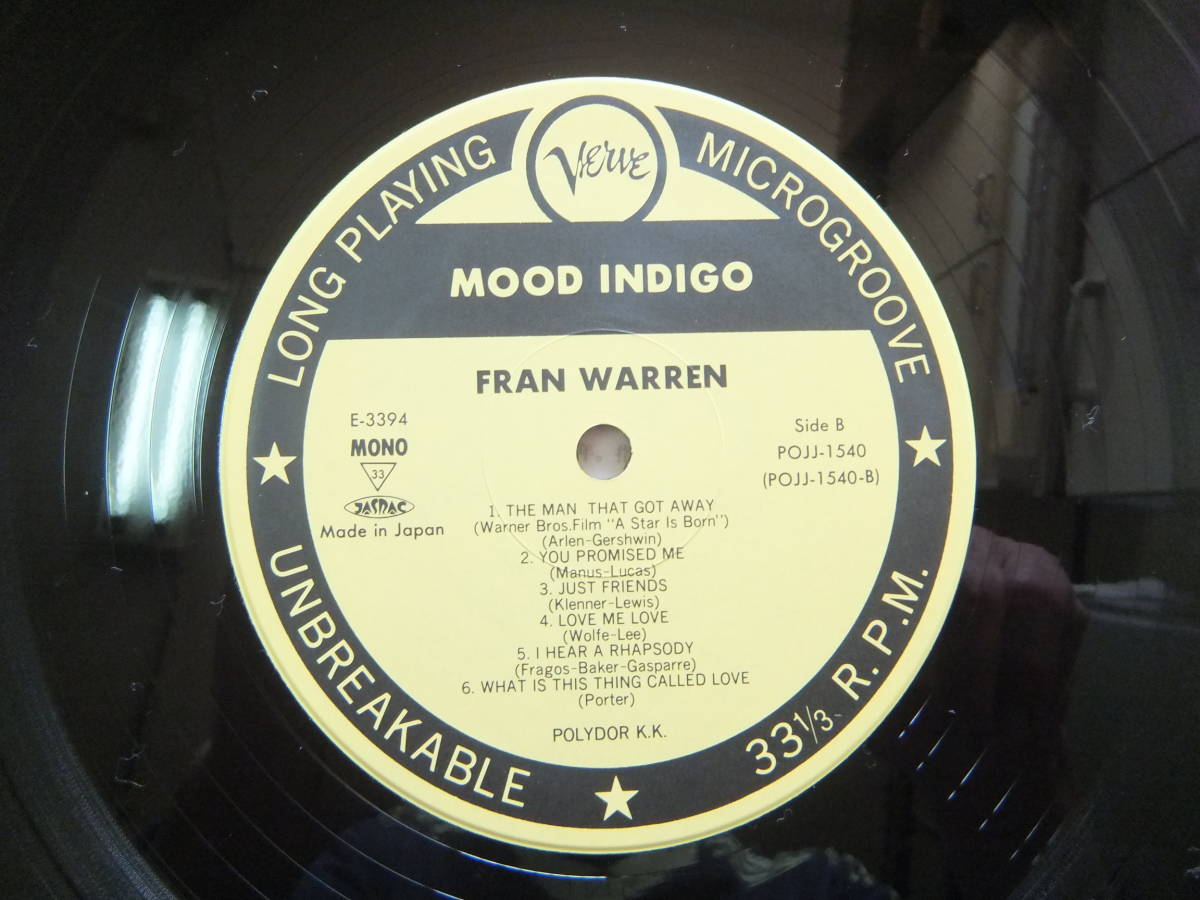 Verve
LONG PLAYING
MICROGROOVE
MOOD INDIGO
FRAN WARREN
E-3394
MONO
33
JASRAC
Made in Japan
Side B
POJJ-1540
(POJJ-1540-B)
1. THE MAN THAT GOT AWAY
(Warner Bros.Film "A Star Is Born")
(Arlen-Gershwin)
2. YOU PROMISED ME
(Manus-Lucas)
3. JUST FRIENDS
(Klenner-Lewis)
4. LOVE ME LOVE
(Wolfe-Lee)
5. I HEAR A RHAPSODY
(Fragos-Baker-Gasparre)
6. WHAT IS THIS THING CALLED LOVE
(Porter)
POLYDOR K.K.
UNBREAKABLE
33 1/3 R.P.M.